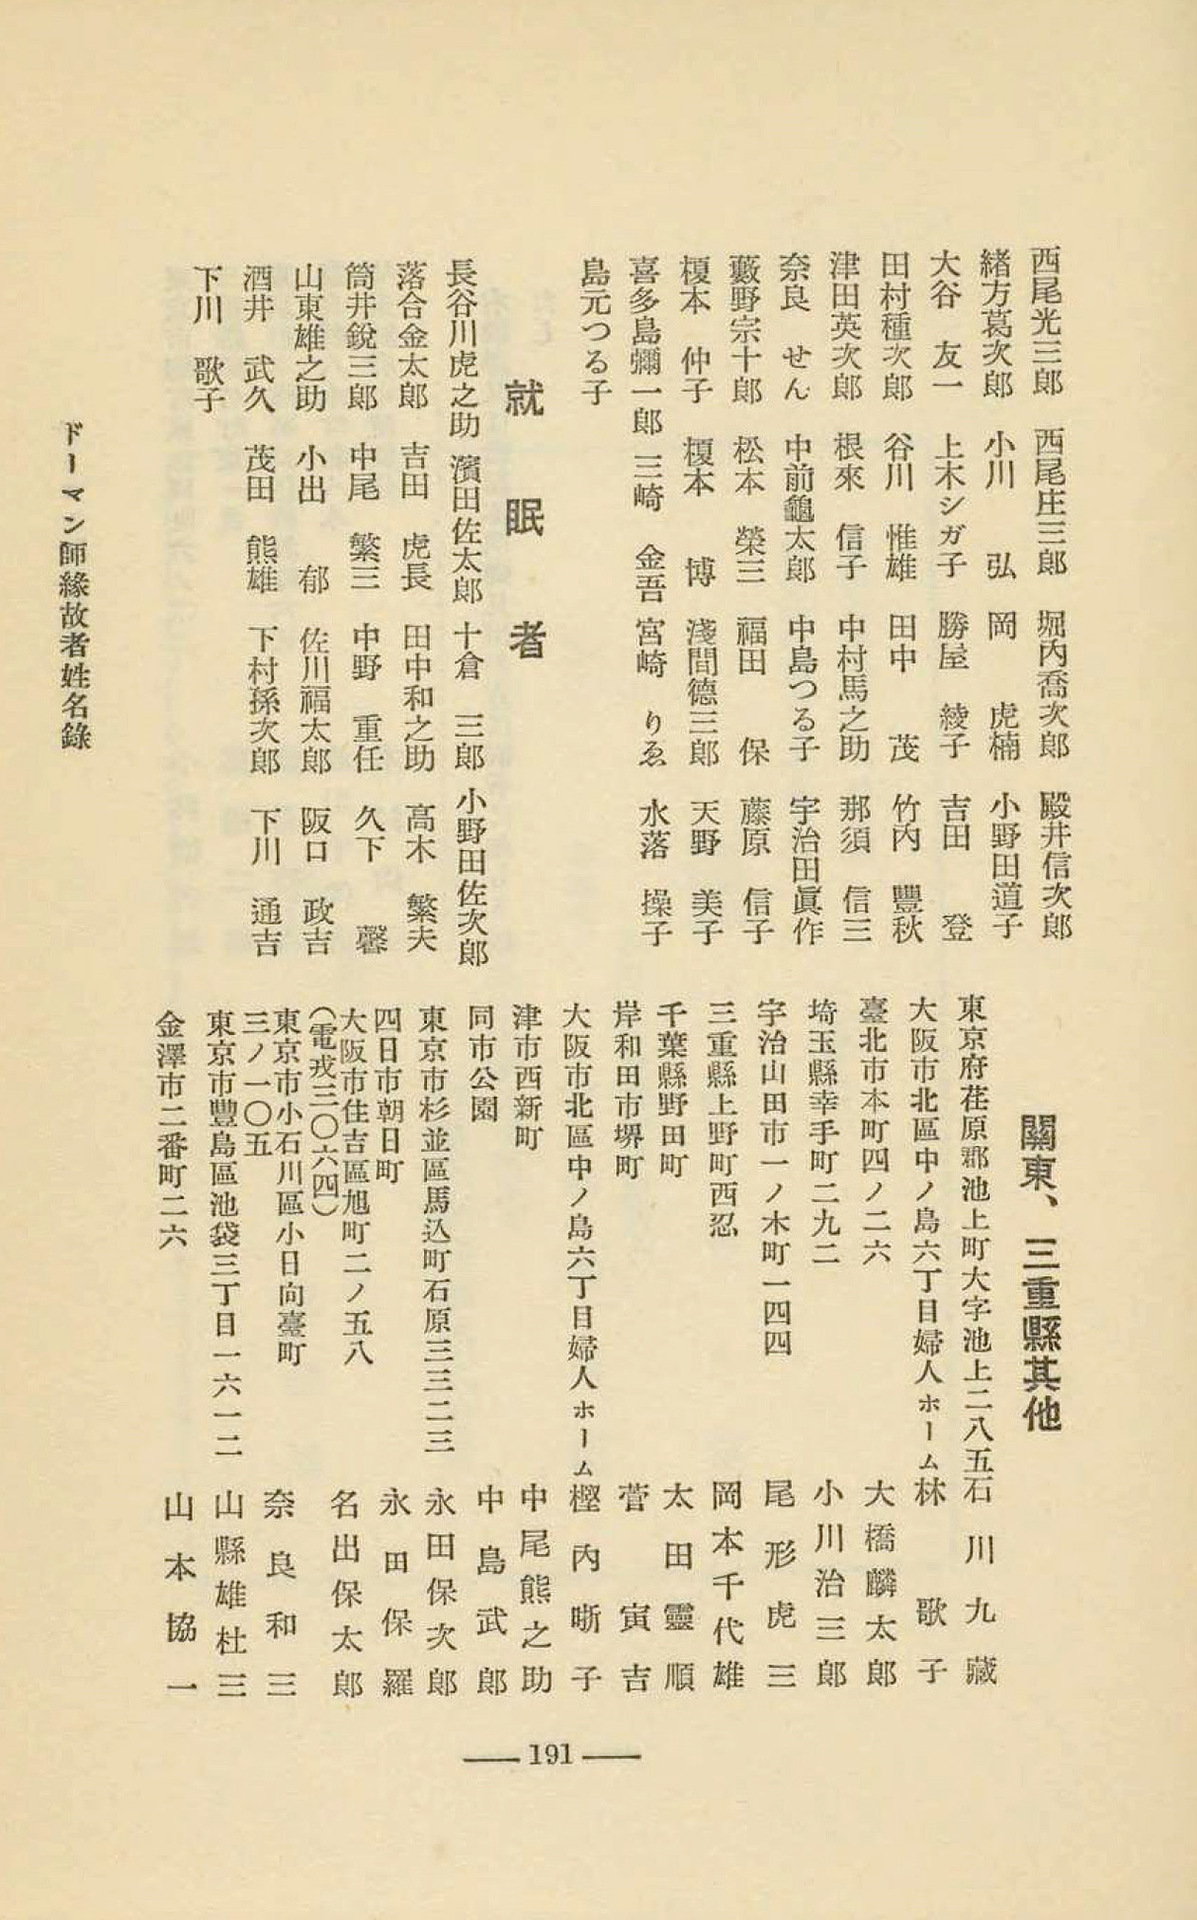 西尾光三郎　西尾庄三郎　堀内喬次郎　殿井信次郎
緒方葛次郎　小川　弘　岡　虎楠　小野田道子
大谷　友一　上木シガ子　勝屋　綾子　吉田　登
田村種次郎　谷川　惟雄　田中　茂　竹内　豐秋
津田英次郎　根來　信子　中村馬之助　那須　信三
奈良　せん　中前龜太郎　中島つる子　宇治田眞作
藪野宗十郎　松本　榮三　福田　保　藤原　信子
榎本　仲子　榎本　博　淺間德三郎　天野　美子
喜多島彌一郎　三崎　金吾　宮崎　りゑ　水落　操子
島元つる子
就眠者
長谷川虎之助　濱田佐太郎　十倉　三郎　小野田佐次郎
落合金太郎　吉田　虎長　田中和之助　高木　繁夫
筒井銳三郎　中尾　繁三　中野　重任　久下　馨
山東雄之助　小出　郁　佐川福太郎　阪口　政吉
酒井　武久　茂田　熊雄　下村孫次郎　下川　通吉
下川　歌子
關東、三重縣其他
東京府荏原郡池上町大字池上二八五　石川九藏
大阪市北區中ノ島六丁目婦人ホーム　林　歌子
臺北市本町四ノ二六　大橋麟太郎
埼玉縣幸手町二九二　小川治三郎
宇治山田市一ノ木町一四四　尾形虎三
三重縣上野町西忍　岡本千代雄
千葉縣野田町　太田靈順
岸和田市堺町　菅　寅吉
大阪市北區中ノ島六丁目婦人ホーム　樫内晰子
津市西新町　中尾熊之助
同市公園　中島武郎
東京市杉並區馬込町石原三三二三　永田保次郎
四日市朝日町　永田保羅
大阪市住吉區旭町二ノ五八
（電戎三〇六四）　名出保太郎
東京市小石川區小日向臺町
三ノ一〇五　奈良和三
東京市豐島區池袋三丁目一六一二　山縣雄杜三
金澤市二番町二六　山本協一
ドーマン師緣故者姓名錄
— 191 —